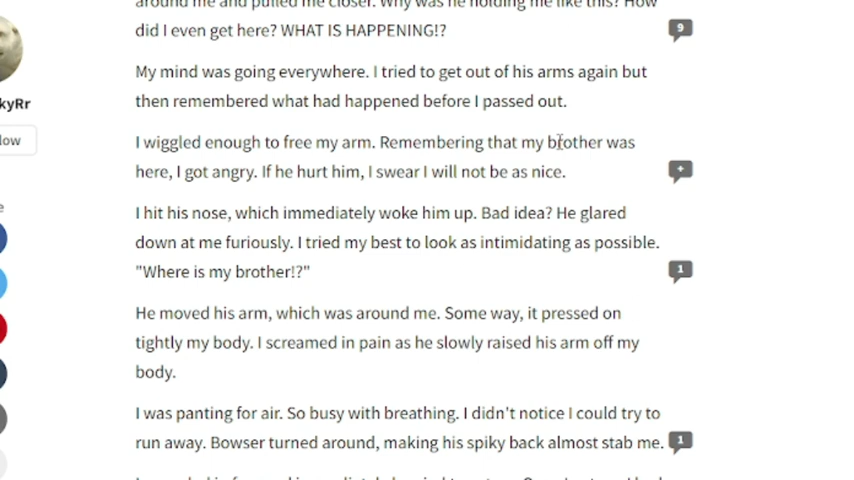 around me and pulled me closer. Why was he holding me like this? How
did I even get here? WHAT IS HAPPENING!?
9
My mind was going everywhere. I tried to get out of his arms again but
then remembered what had happened before I passed out.
kyRr
low
I wiggled enough to free my arm. Remembering that my brother was
here, I got angry. If he hurt him, I swear I will not be as nice.
+
e
I hit his nose, which immediately woke him up. Bad idea? He glared
down at me furiously. I tried my best to look as intimidating as possible.
"Where is my brother!?"
1
He moved his arm, which was around me. Some way, it pressed on
tightly my body. I screamed in pain as he slowly raised his arm off my
body.
I was panting for air. So busy with breathing. I didn't notice I could try to
run away. Bowser turned around, making his spiky back almost stab me.
1